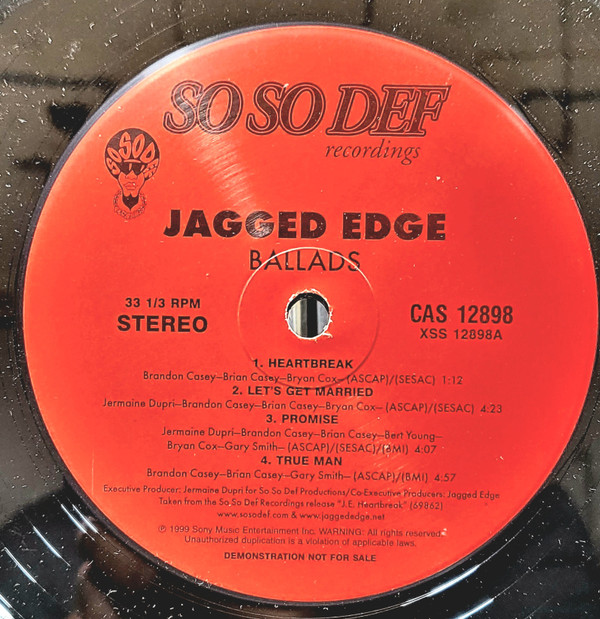 SO SO DEF
recordings
SO SO DEF
JAGGED EDGE
BALLADS
33 1/3 RPM
STEREO
CAS 12898
XSS 12898A
1. HEARTBREAK
Brandon Casey–Brian Casey–Bryan Cox– (ASCAP)/(SESAC) 1:12
2. LET'S GET MARRIED
Jermaine Dupri–Brandon Casey–Brian Casey–Bryan Cox– (ASCAP)/(SESAC) 4:23
3. PROMISE
Jermaine Dupri–Brandon Casey–Brian Casey–Bert Young–
Bryan Cox–Gary Smith– (ASCAP)/(SESAC)/(BMI) 4:07
4. TRUE MAN
Brandon Casey–Brian Casey–Gary Smith– (ASCAP)/(BMI) 4:57
Executive Producer: Jermaine Dupri for So So Def Productions/Co-Executive Producers: Jagged Edge
Taken from the So So Def Recordings release "J.E. Heartbreak" (69862)
www.sosodef.com & www.jaggededge.net
℗ 1999 Sony Music Entertainment Inc. WARNING: All rights reserved.
Unauthorized duplication is a violation of applicable laws.
DEMONSTRATION NOT FOR SALE